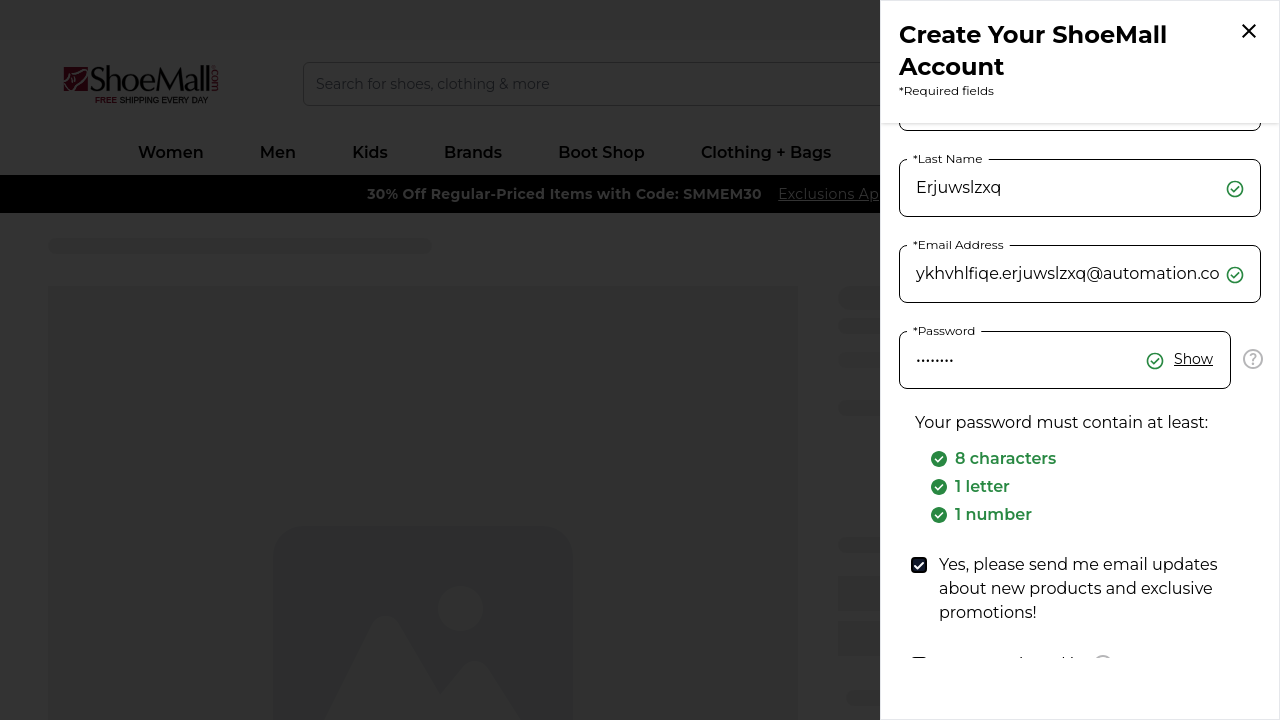 Create Your ShoeMall
Account
*Required fields
ShoeMall.com
FREE SHIPPING EVERY DAY
Search for shoes, clothing & more
Women
Men
Kids
Brands
Boot Shop
Clothing + Bags
30% Off Regular-Priced Items with Code: SMMEM30
Exclusions Ap
*Last Name
Erjuwslzxq
*Email Address
ykhvhlfiqe.erjuwslzxq@automation.co
*Password
••••••••
Show
Your password must contain at least:
8 characters
1 letter
1 number
Yes, please send me email updates
about new products and exclusive
promotions!